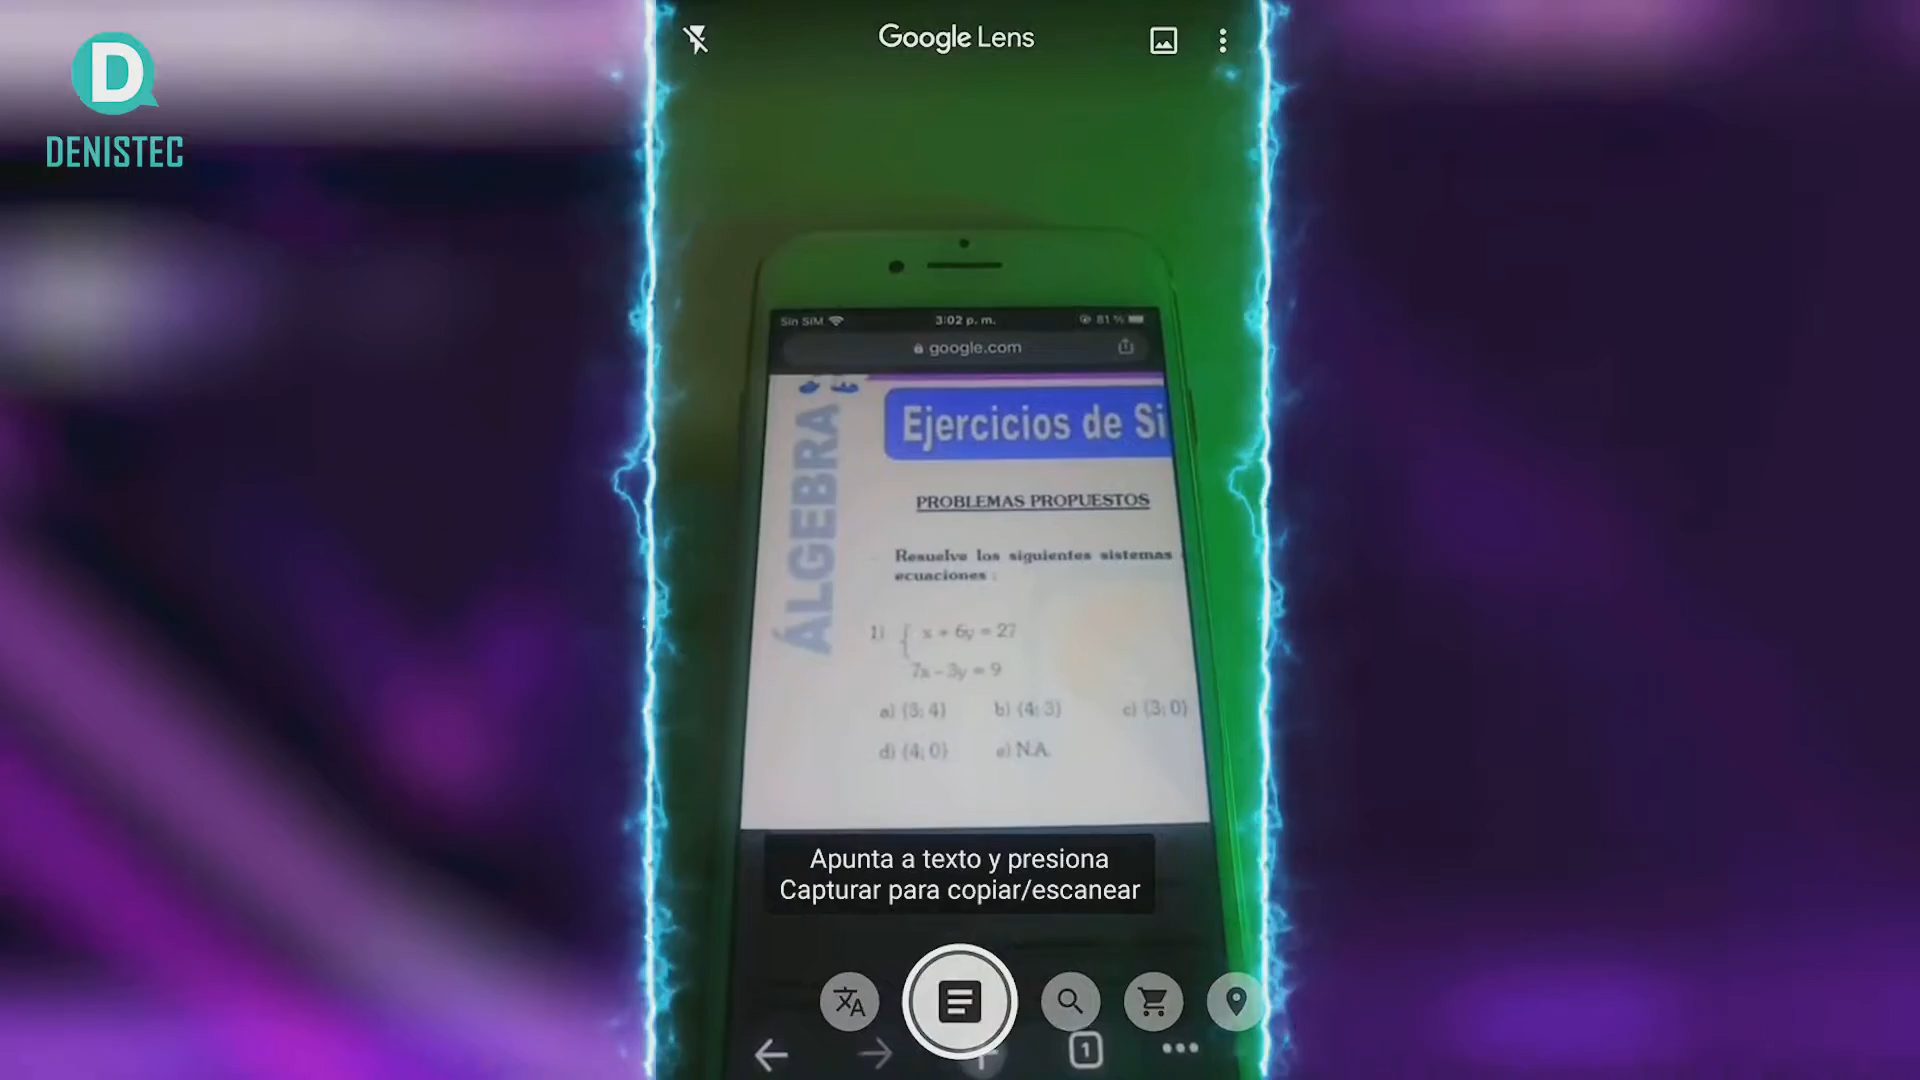 D
DENISTEC
Google Lens
Sin SIM
3:02 p. m.
81 %
google.com
ÁLGEBRA
Ejercicios de Si
PROBLEMAS PROPUESTOS
Resuelve los siguientes sistemas
ecuaciones :
1) x + 6y = 27
7x - 3y = 9
a) (3; 4) b) (4; 3) c) (3; 0)
d) (4; 0) e) N.A.
Apunta a texto y presiona
Capturar para copiar/escanear
1